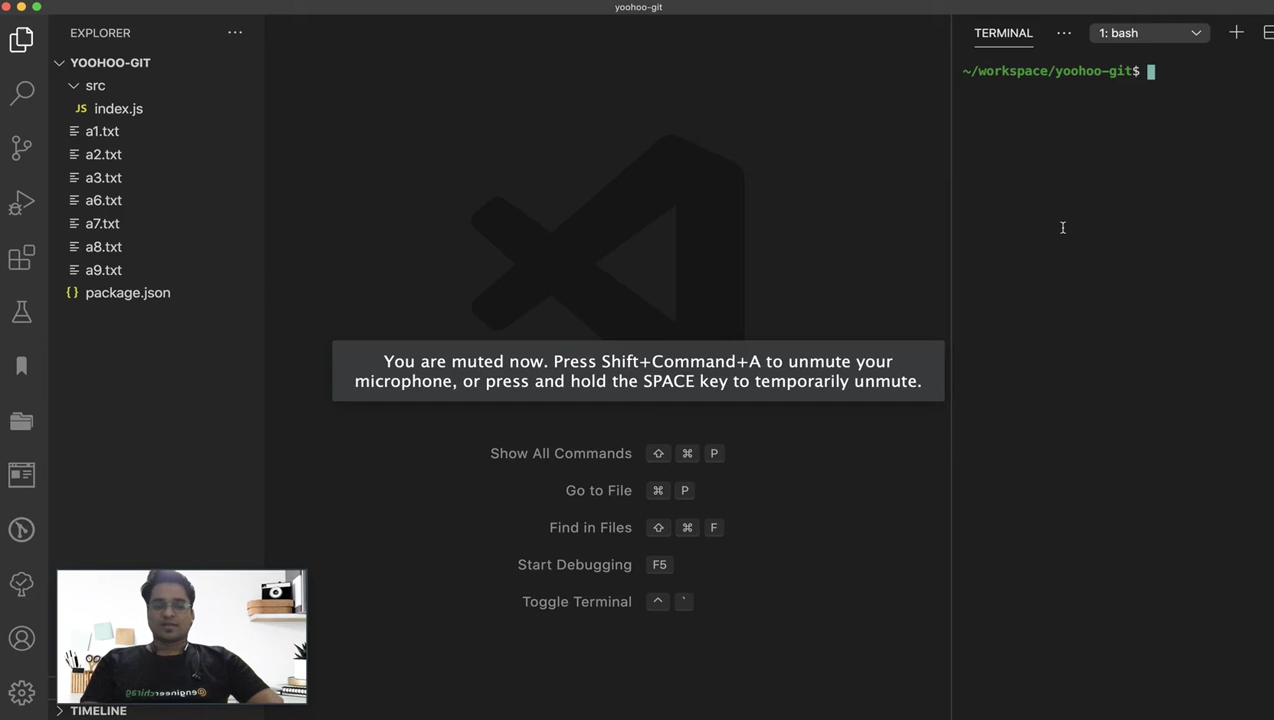 yoohoo-git
EXPLORER
YOOHOO-GIT
src
JS index.js
a1.txt
a2.txt
a3.txt
a6.txt
a7.txt
a8.txt
a9.txt
{} package.json
TIMELINE
You are muted now. Press Shift+Command+A to unmute your
microphone, or press and hold the SPACE key to temporarily unmute.
Show All Commands ⇧ ⌘ P
Go to File ⌘ P
Find in Files ⇧ ⌘ F
Start Debugging F5
Toggle Terminal ^ `
@engineerchirag
TERMINAL
1: bash
~/workspace/yoohoo-git$